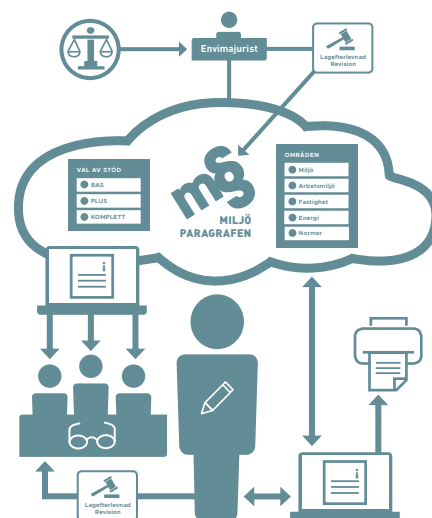 Envimajurist
Lagefterlevnad
Revision
VAL AV STÖD
BAS
PLUS
KOMPLETT
m§
MILJÖ
PARAGRAFEN
OMRÅDEN
Miljö
Arbetsmiljö
Fastighet
Energi
Normer
i
i
Lagefterlevnad
Revision